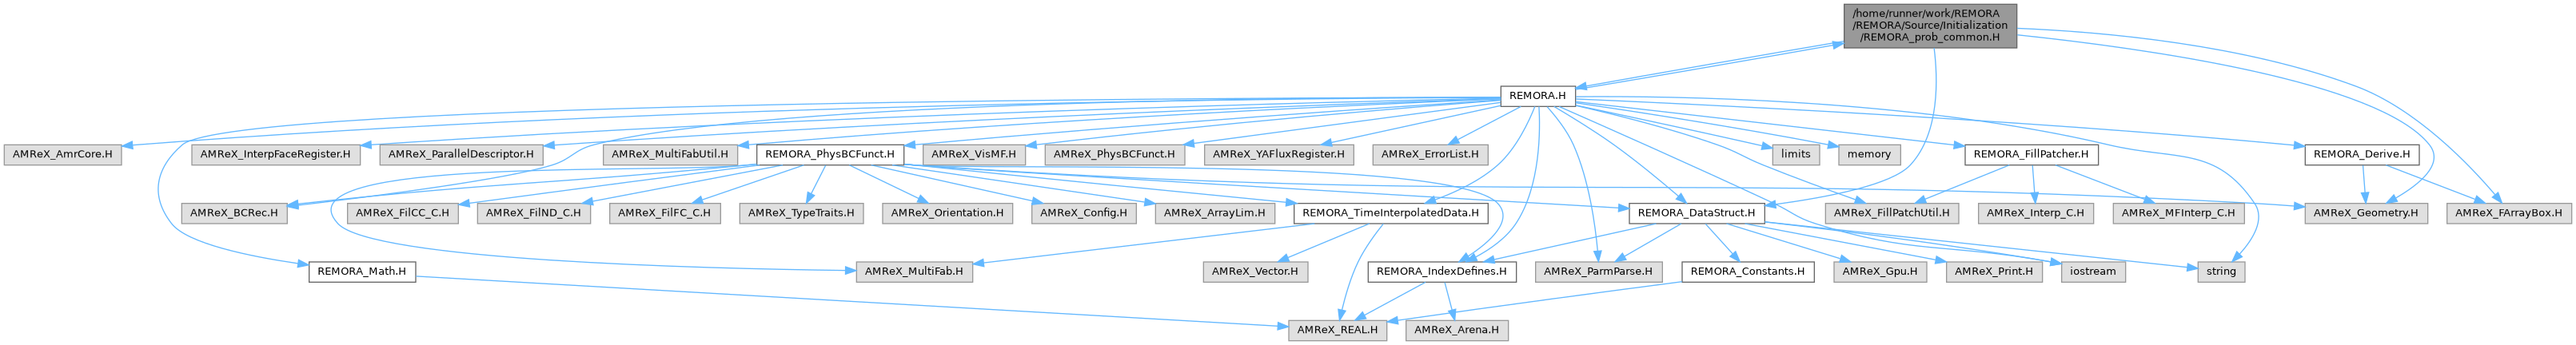 /home/runner/work/REMORA
/REMORA/Source/Initialization
/REMORA_prob_common.H
REMORA.H
AMReX_AmrCore.H
AMReX_InterpFaceRegister.H
AMReX_ParallelDescriptor.H
AMReX_MultiFabUtil.H
REMORA_PhysBCFunct.H
AMReX_VisMF.H
AMReX_PhysBCFunct.H
AMReX_YAFluxRegister.H
AMReX_ErrorList.H
limits
memory
REMORA_FillPatcher.H
REMORA_Derive.H
AMReX_BCRec.H
AMReX_FilCC_C.H
AMReX_FilND_C.H
AMReX_FilFC_C.H
AMReX_TypeTraits.H
AMReX_Orientation.H
AMReX_Config.H
AMReX_ArrayLim.H
REMORA_TimeInterpolatedData.H
REMORA_DataStruct.H
AMReX_FillPatchUtil.H
AMReX_Interp_C.H
AMReX_MFInterp_C.H
AMReX_Geometry.H
AMReX_FArrayBox.H
REMORA_Math.H
AMReX_MultiFab.H
AMReX_Vector.H
REMORA_IndexDefines.H
AMReX_ParmParse.H
REMORA_Constants.H
AMReX_Gpu.H
AMReX_Print.H
iostream
string
AMReX_REAL.H
AMReX_Arena.H